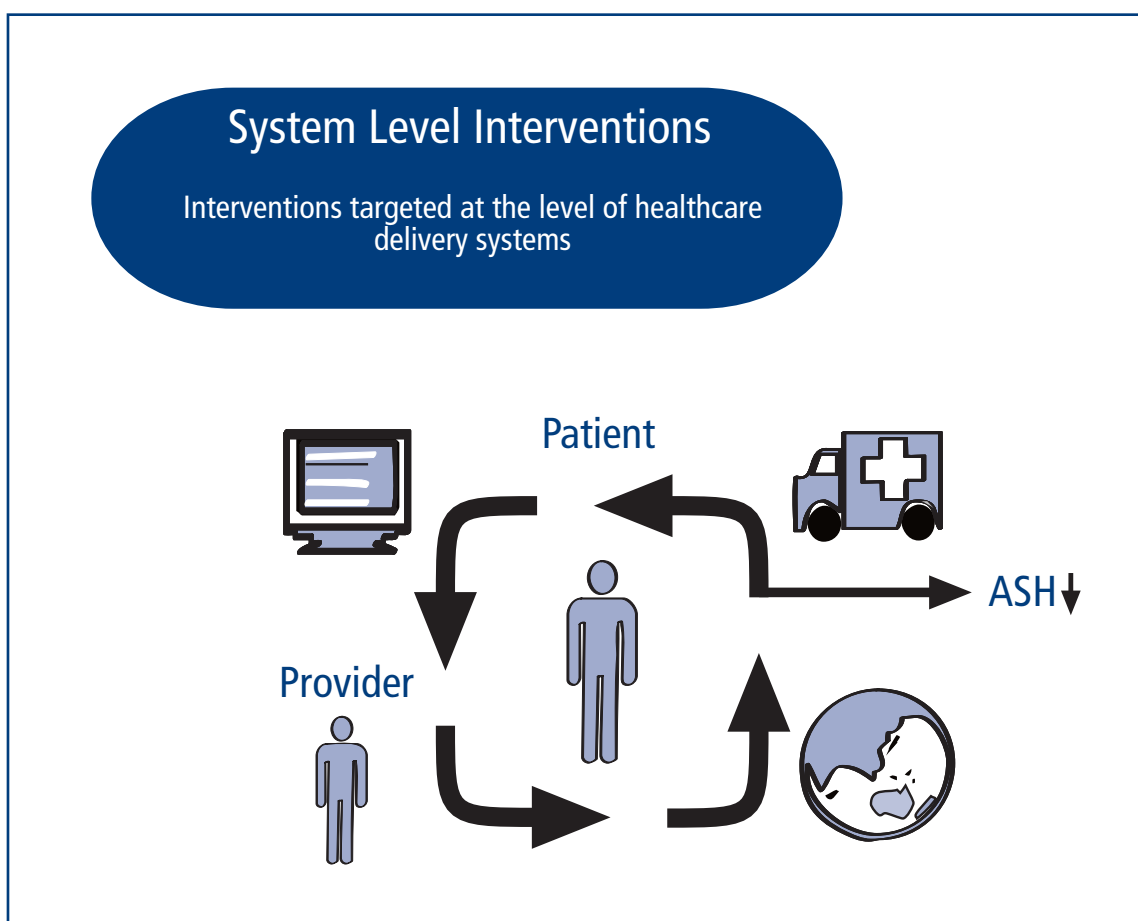 System Level Interventions
Interventions targeted at the level of healthcare
delivery systems
Patient
ASH
Provider